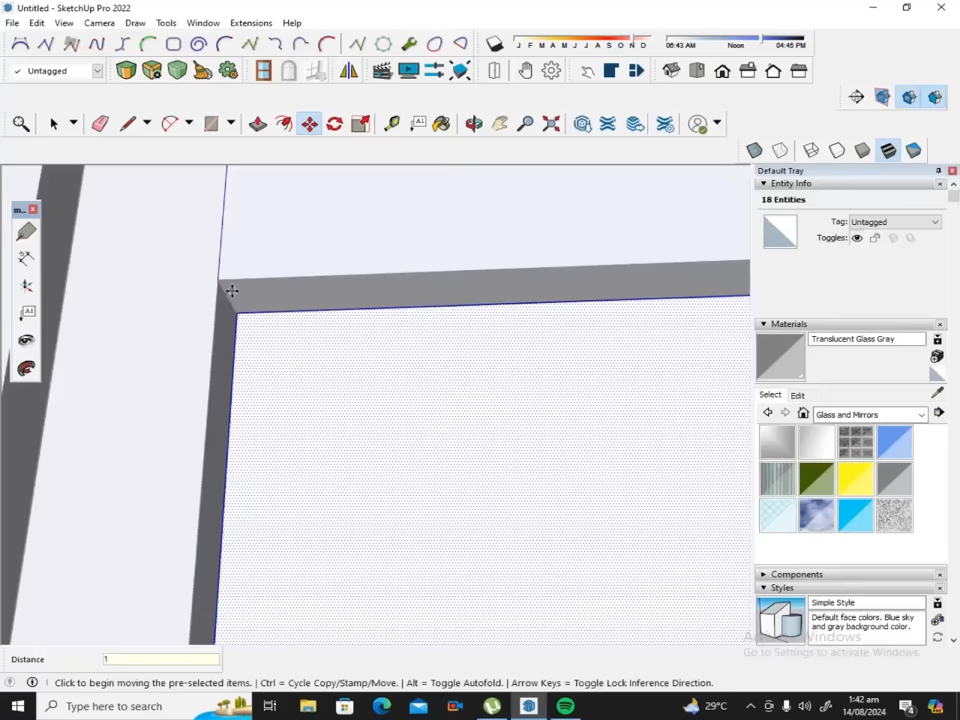 Untitled - SketchUp Pro 2022
File Edit View Camera Draw Tools Window Extensions Help
J F M A M J J A S O N D
06:43 AM Noon 04:45 PM
Untagged
Default Tray
Entity Info
18 Entities
Tag: Untagged
Toggles:
m...
A1
Materials
Translucent Glass Gray
Select Edit
Glass and Mirrors
Components
Styles
Simple Style
Default face colors. Blue sky
and gray background color.
Activate Windows
Go to Settings to activate Windows.
Distance 1
Click to begin moving the pre-selected items. | Ctrl = Cycle Copy/Stamp/Move. | Alt = Toggle Autofold. | Arrow Keys = Toggle Lock Inference Direction.
Type here to search
29°C
1:42 am
14/08/2024
4